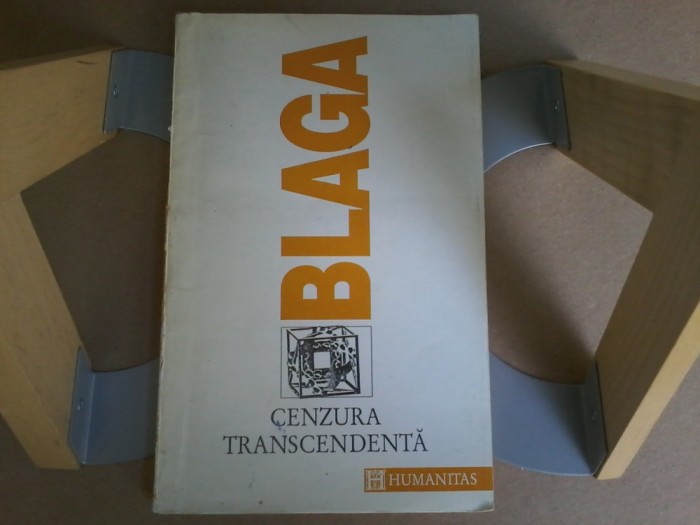 BLAGA
CENZURA
TRANSCENDENTĂ
HUMANITAS